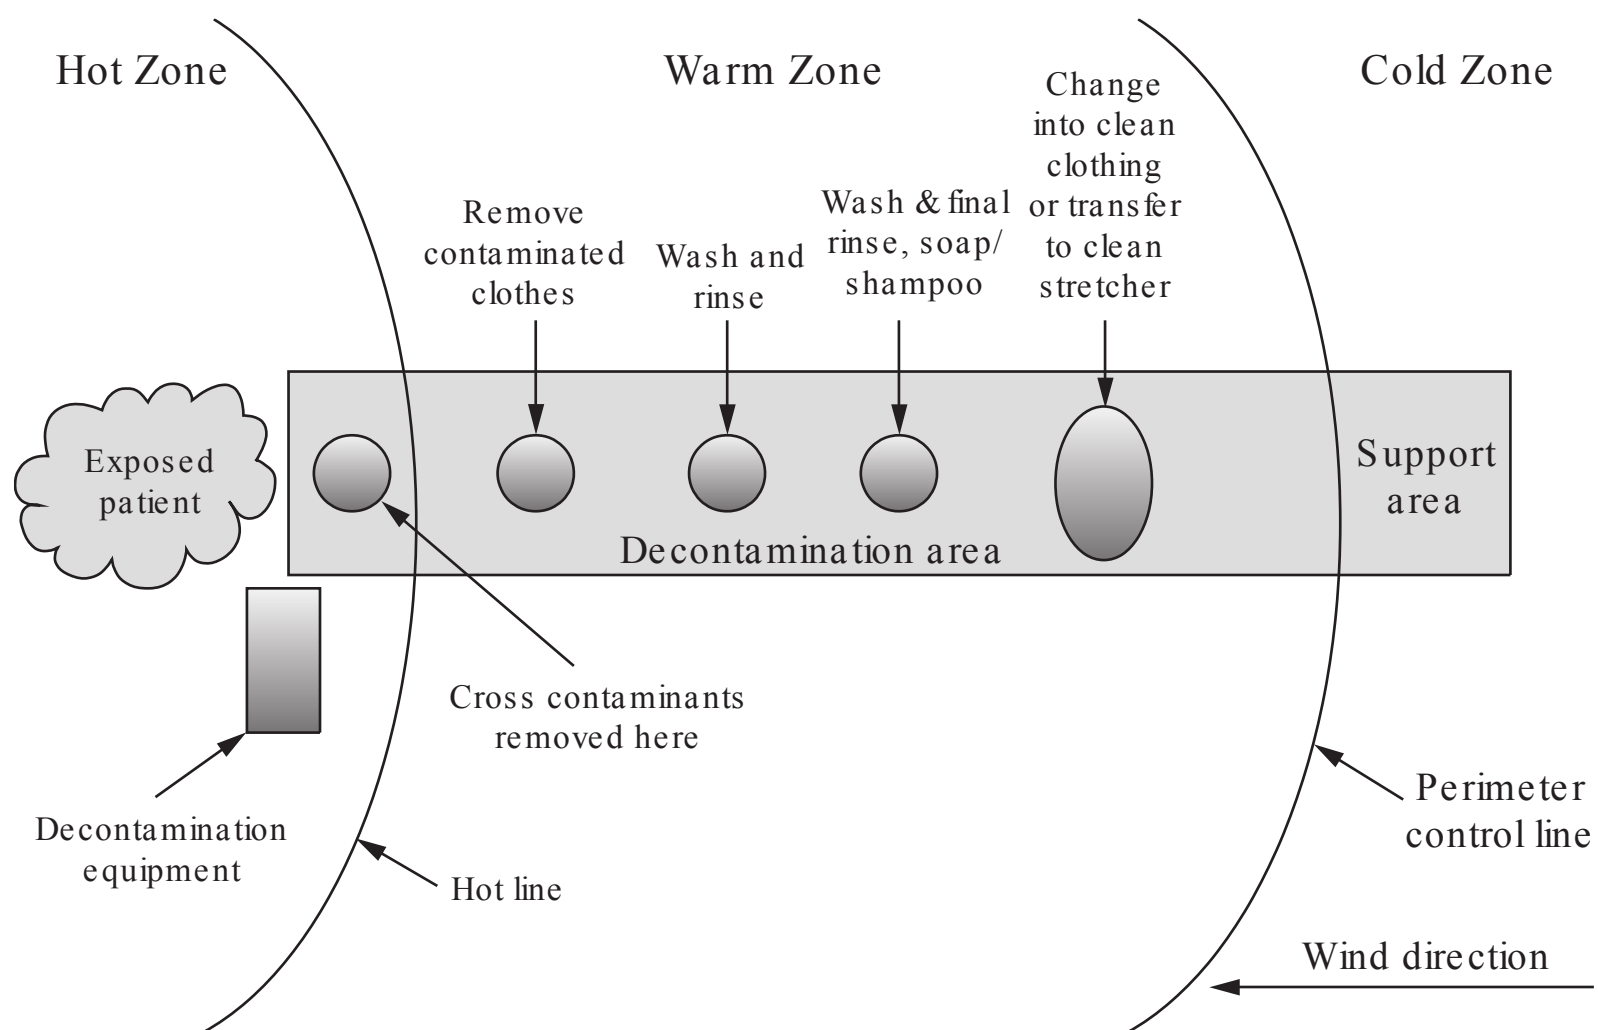 Hot Zone
Warm Zone
Cold Zone
Change
into clean
clothing
or transfer
to clean
stretcher
Wash & final
rinse, soap/
shampoo
Remove
contaminated
clothes
Wash and
rinse
Exposed
patient
Support
area
Decontamination area
Cross contaminants
removed here
Decontamination
equipment
Hot line
Perimeter
control line
Wind direction